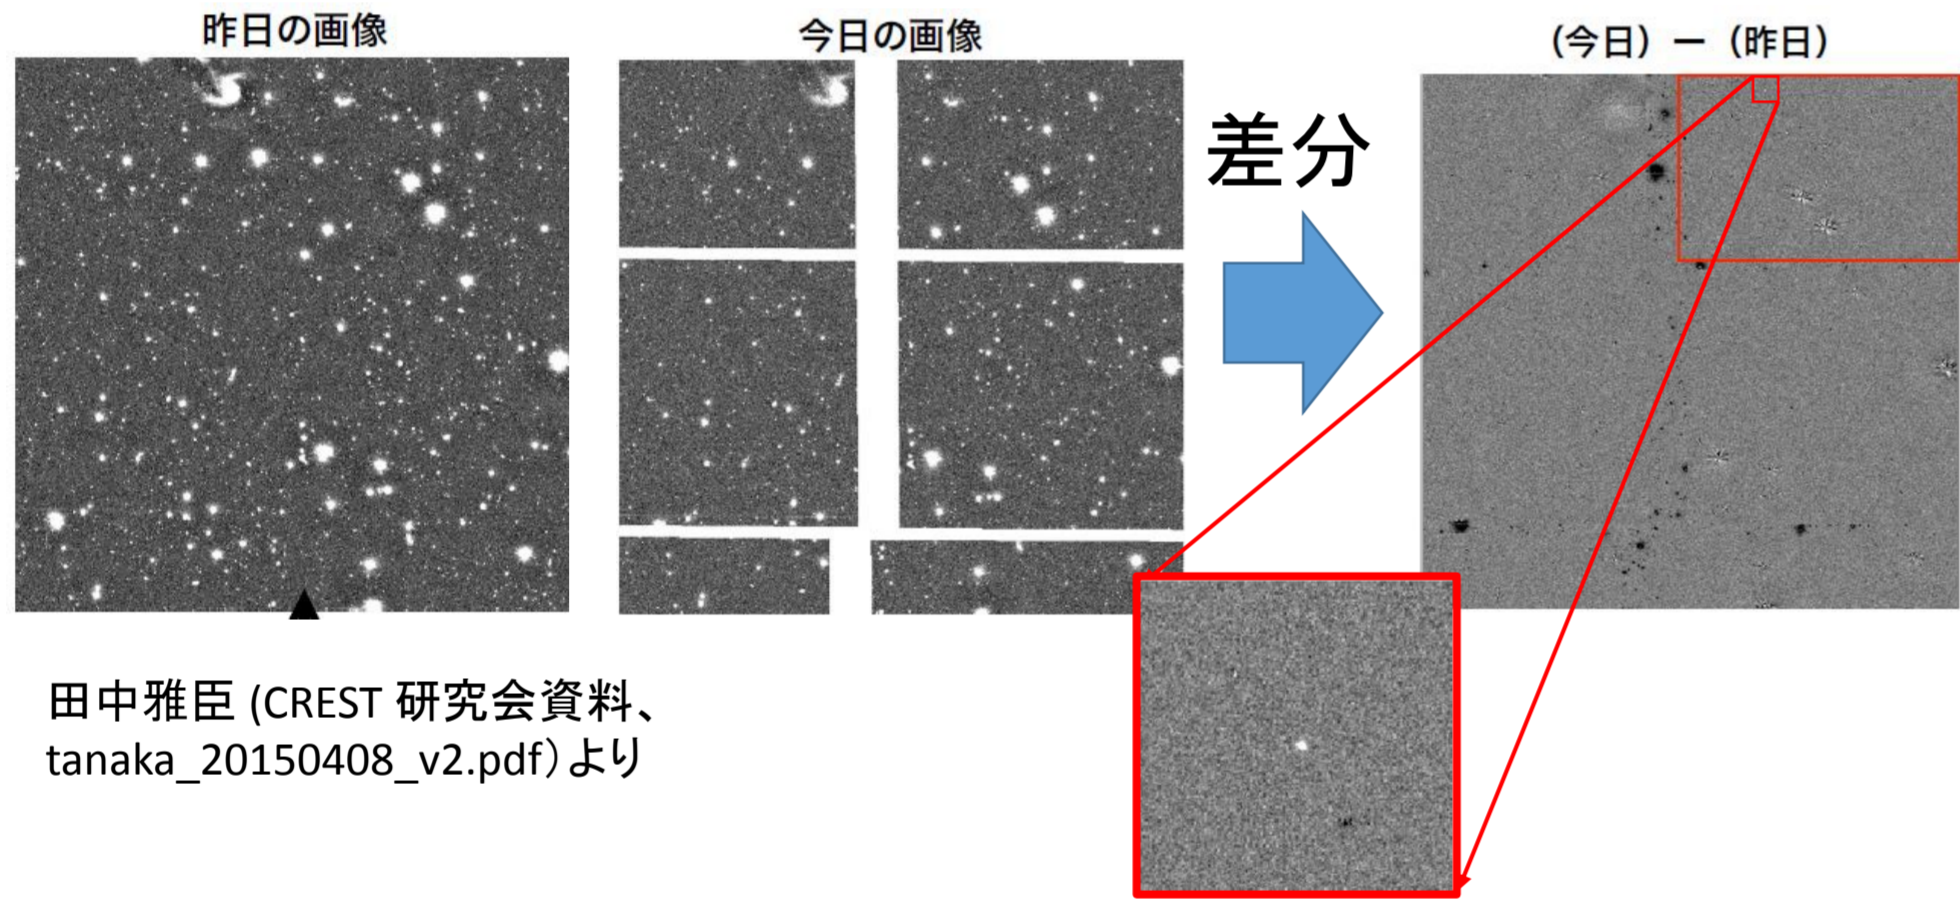 昨日の画像
今日の画像
(今日) ー (昨日)
差分
田中雅臣 (CREST 研究会資料、
tanaka_20150408_v2.pdf)より